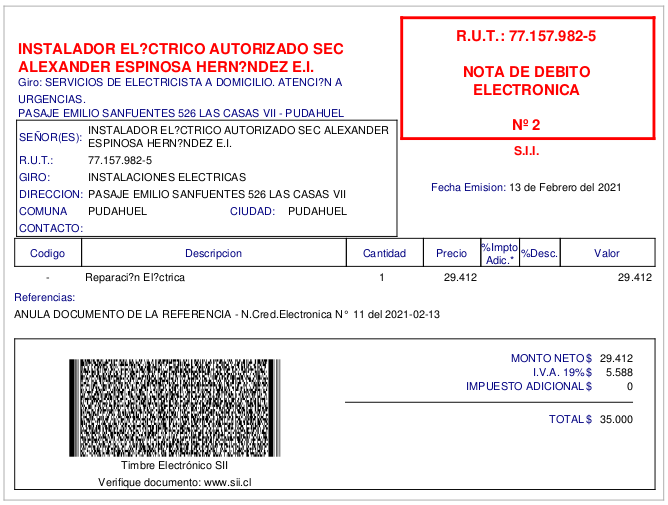 INSTALADOR EL?CTRICO AUTORIZADO SEC
ALEXANDER ESPINOSA HERN?NDEZ E.I.
Giro: SERVICIOS DE ELECTRICISTA A DOMICILIO. ATENCI?N A
URGENCIAS.
PASAJE EMILIO SANFUENTES 526 LAS CASAS VII - PUDAHUEL
R.U.T.: 77.157.982-5
NOTA DE DEBITO
ELECTRONICA
Nº 2
S.I.I.
Fecha Emision: 13 de Febrero del 2021
SEÑOR(ES): INSTALADOR EL?CTRICO AUTORIZADO SEC ALEXANDER
ESPINOSA HERN?NDEZ E.I.
R.U.T.: 77.157.982-5
GIRO: INSTALACIONES ELECTRICAS
DIRECCION: PASAJE EMILIO SANFUENTES 526 LAS CASAS VII
COMUNA PUDAHUEL CIUDAD: PUDAHUEL
CONTACTO:
Codigo Descripcion Cantidad Precio %Impto Adic.* %Desc. Valor
- Reparaci?n El?ctrica 1 29.412 29.412
Referencias:
ANULA DOCUMENTO DE LA REFERENCIA - N.Cred.Electronica N° 11 del 2021-02-13
MONTO NETO $ 29.412
I.V.A. 19% $ 5.588
IMPUESTO ADICIONAL $ 0
TOTAL $ 35.000
Timbre Electrónico SII
Verifique documento: www.sii.cl